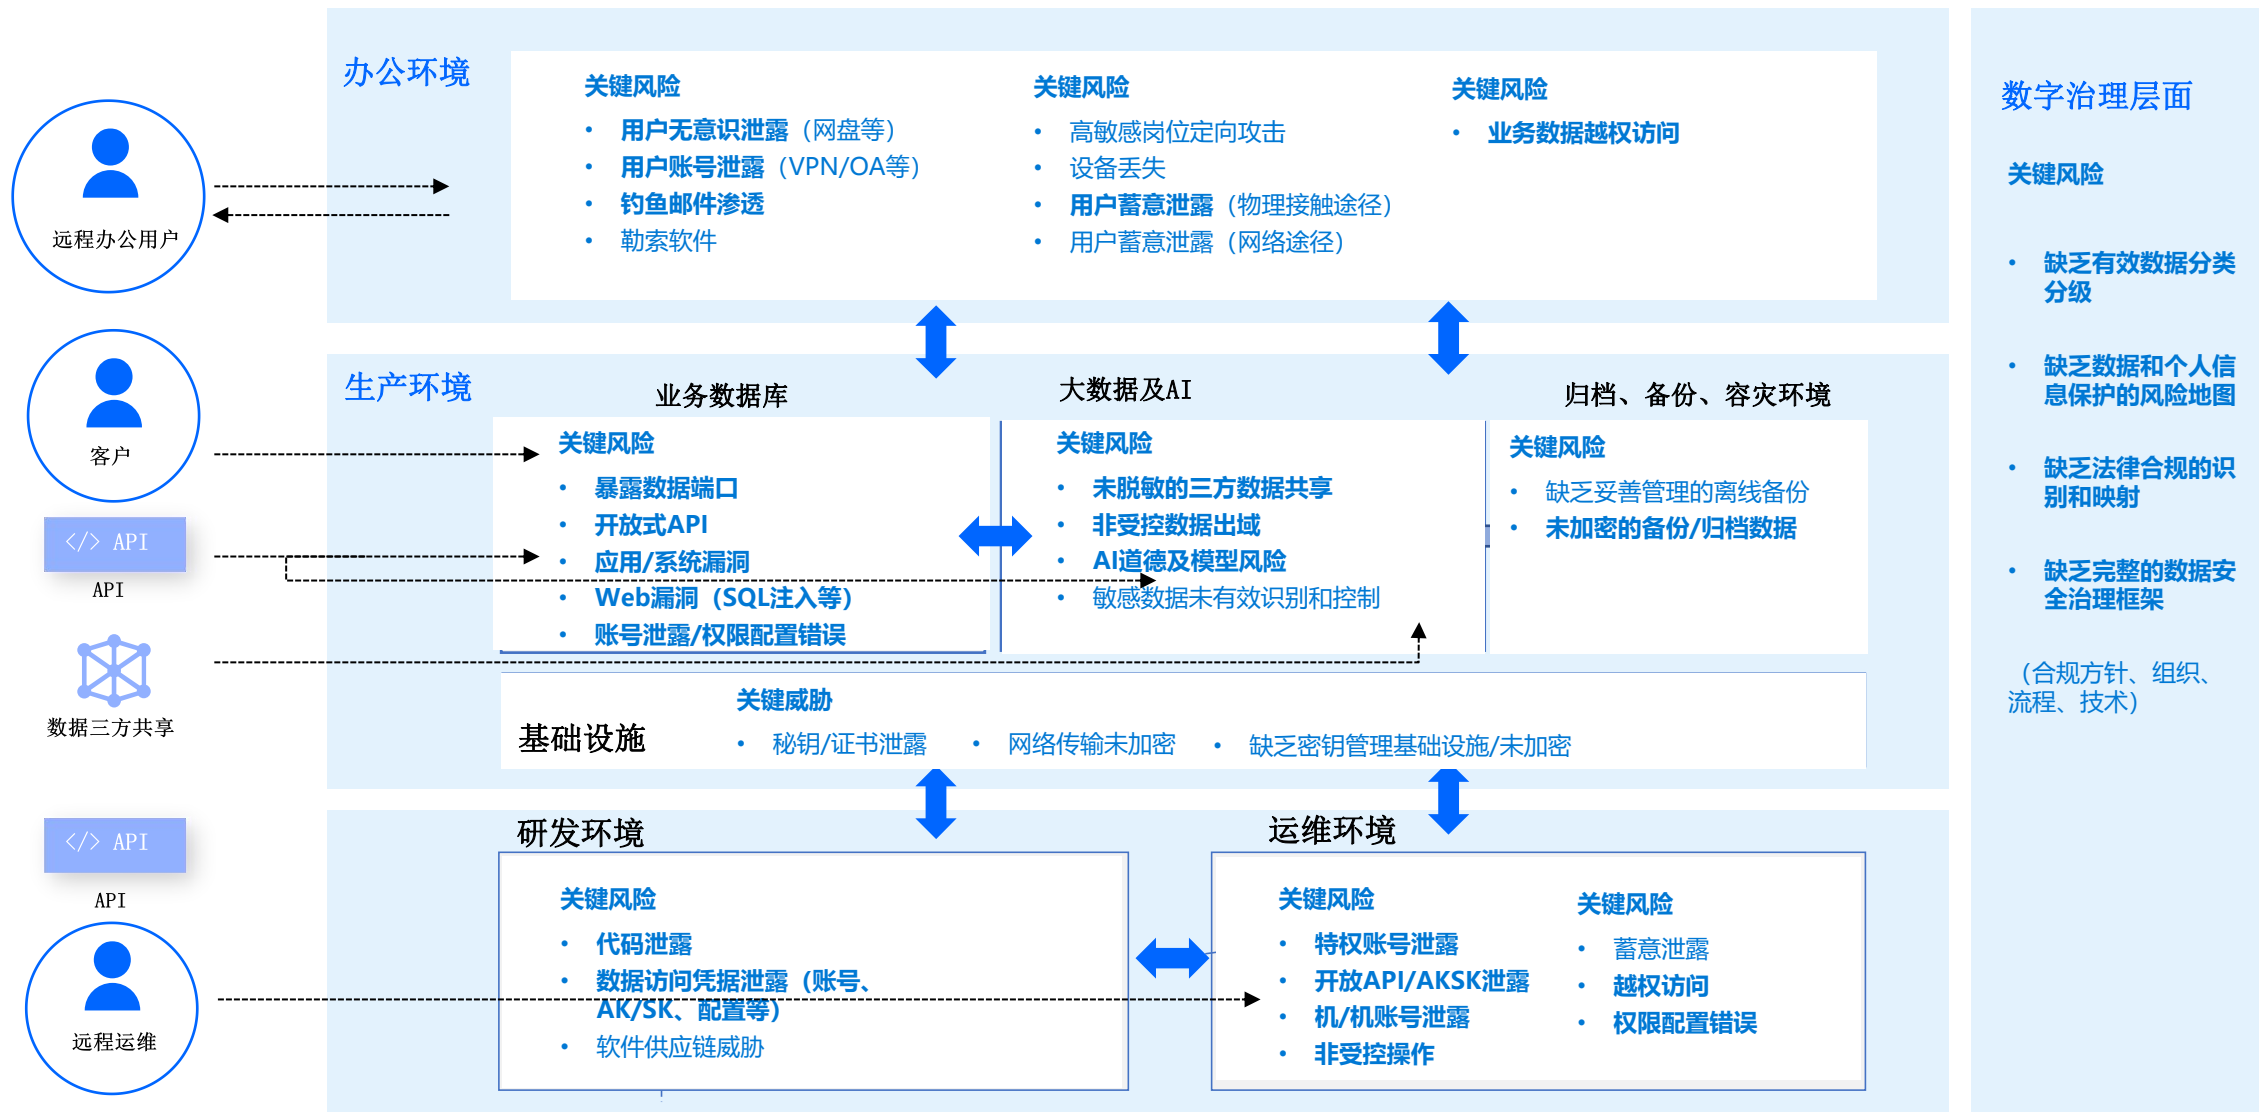 办公环境
关键风险
• 用户无意识泄露（网盘等）
• 用户账号泄露（VPN/OA等）
• 钓鱼邮件渗透
• 勒索软件
关键风险
• 高敏感岗位定向攻击
• 设备丢失
• 用户蓄意泄露（物理接触途径）
• 用户蓄意泄露（网络途径）
关键风险
• 业务数据越权访问
远程办公用户
客户
</> API
API
数据三方共享
</> API
API
远程运维
生产环境
业务数据库
关键风险
• 暴露数据端口
• 开放式API
• 应用/系统漏洞
• Web漏洞（SQL注入等）
• 账号泄露/权限配置错误
大数据及AI
关键风险
• 未脱敏的三方数据共享
• 非受控数据出域
• AI道德及模型风险
• 敏感数据未有效识别和控制
归档、备份、容灾环境
关键风险
• 缺乏妥善管理的离线备份
• 未加密的备份/归档数据
基础设施
关键威胁
• 秘钥/证书泄露
• 网络传输未加密
• 缺乏密钥管理基础设施/未加密
研发环境
关键风险
• 代码泄露
• 数据访问凭据泄露（账号、
AK/SK、配置等）
• 软件供应链威胁
运维环境
关键风险
• 特权账号泄露
• 开放API/AKSK泄露
• 机/机账号泄露
• 非受控操作
关键风险
• 蓄意泄露
• 越权访问
• 权限配置错误
数字治理层面
关键风险
• 缺乏有效数据分类
分级
• 缺乏数据和个人信
息保护的风险地图
• 缺乏法律合规的识
别和映射
• 缺乏完整的数据安
全治理框架
（合规方针、组织、
流程、技术）